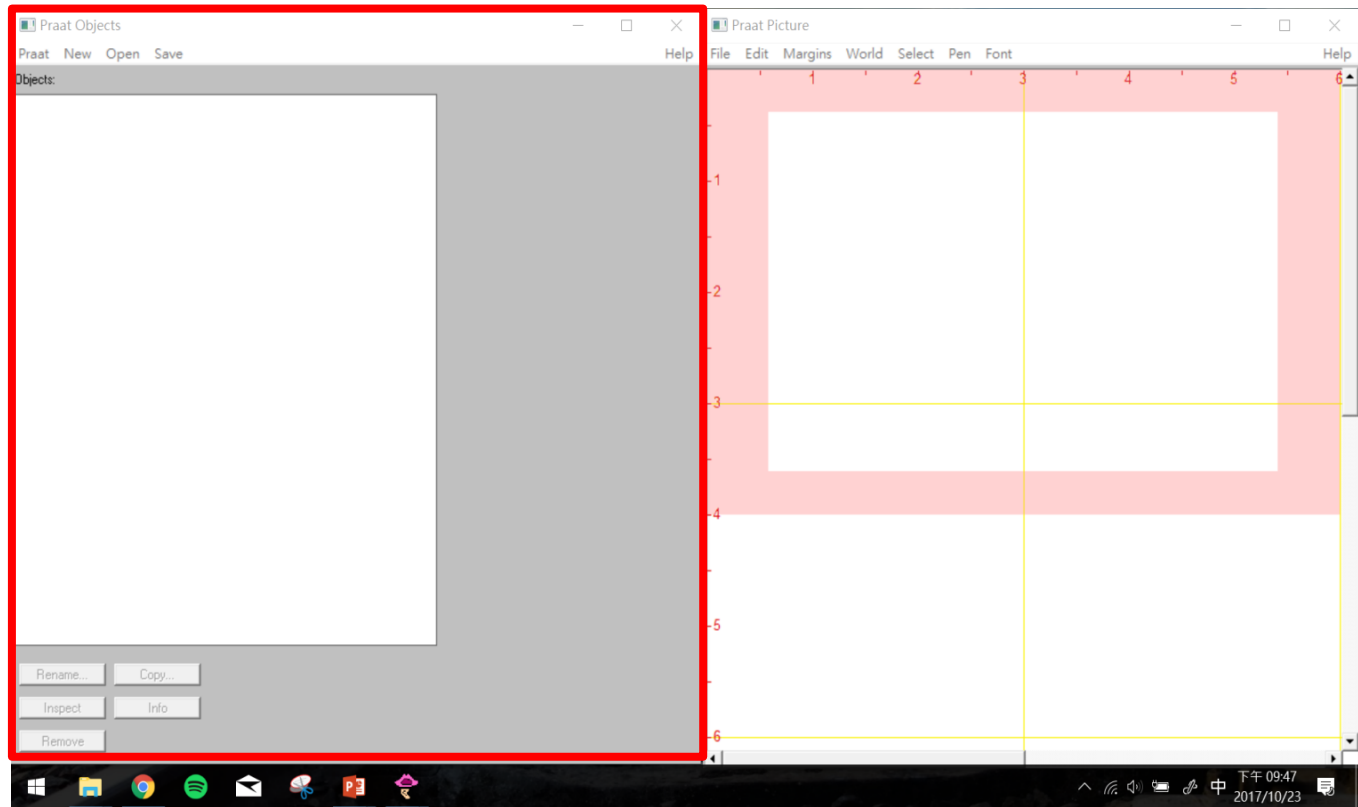 Praat Objects
Praat New Open Save Help
Objects:
Rename... Copy...
Inspect Info
Remove
Praat Picture
File Edit Margins World Select Pen Font Help
1 2 3 4 5 6
1
2
3
4
5
6
中 下午 09:47
2017/10/23